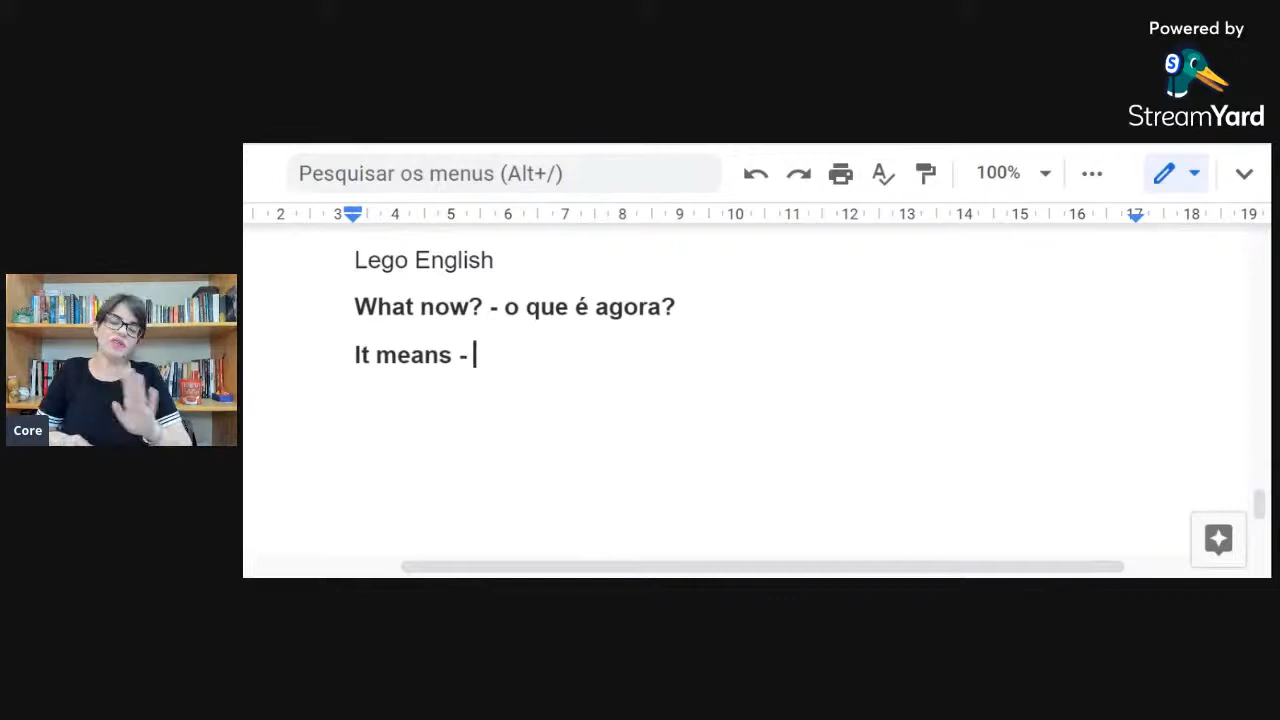 Powered by
StreamYard
Pesquisar os menus (Alt+/)
100%
2 3 4 5 6 7 8 9 10 11 12 13 14 15 16 17 18 19
Lego English
What now? - o que é agora?
It means -
Core